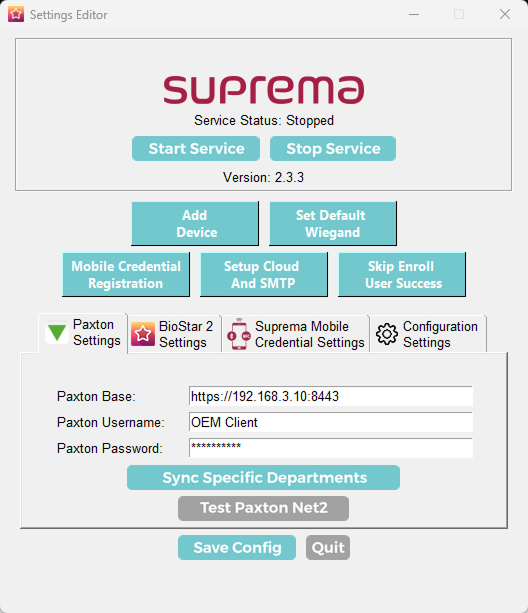 Settings Editor
suprema
Service Status: Stopped
Start Service
Stop Service
Version: 2.3.3
Add
Device
Set Default
Wiegand
Mobile Credential
Registration
Setup Cloud
And SMTP
Skip Enroll
User Success
Paxton
Settings
BioStar 2
Settings
Suprema Mobile
Credential Settings
Configuration
Settings
Paxton Base:
https://192.168.3.10:8443
Paxton Username:
OEM Client
Paxton Password:
**********
Sync Specific Departments
Test Paxton Net2
Save Config
Quit